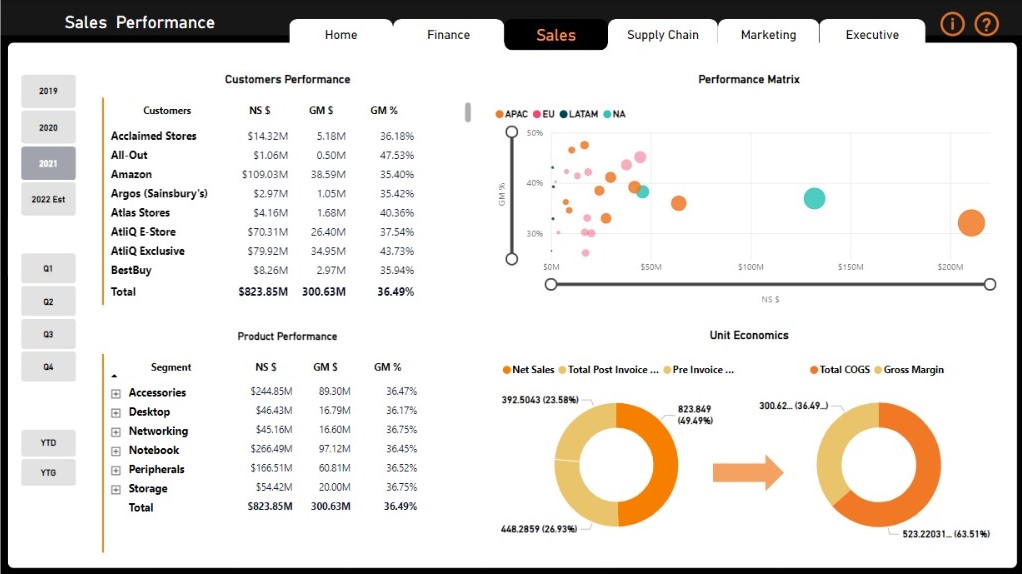 Sales Performance
Home Finance Sales Supply Chain Marketing Executive
i ?
2019
2020
2021
2022 Est
Q1
Q2
Q3
Q4
YTD
YTG
Customers Performance
Customers NS $ GM $ GM %
Acclaimed Stores $14.32M 5.18M 36.18%
All-Out $1.06M 0.50M 47.53%
Amazon $109.03M 38.59M 35.40%
Argos (Sainsbury's) $2.97M 1.05M 35.42%
Atlas Stores $4.16M 1.68M 40.36%
AtliQ E-Store $70.31M 26.40M 37.54%
AtliQ Exclusive $79.92M 34.95M 43.73%
BestBuy $8.26M 2.97M 35.94%
Total $823.85M 300.63M 36.49%
Performance Matrix
APAC EU LATAM NA
50%
40%
30%
GM %
$0M $50M $100M $150M $200M
NS $
Product Performance
Segment NS $ GM $ GM %
Accessories $244.85M 89.30M 36.47%
Desktop $46.43M 16.79M 36.17%
Networking $45.16M 16.60M 36.75%
Notebook $266.49M 97.12M 36.45%
Peripherals $166.51M 60.81M 36.52%
Storage $54.42M 20.00M 36.75%
Total $823.85M 300.63M 36.49%
Unit Economics
Net Sales Total Post Invoice ... Pre Invoice ...
392.5043 (23.58%)
823.849
(49.49%)
448.2859 (26.93%)
Total COGS Gross Margin
300.62... (36.49...)
523.22031... (63.51%)